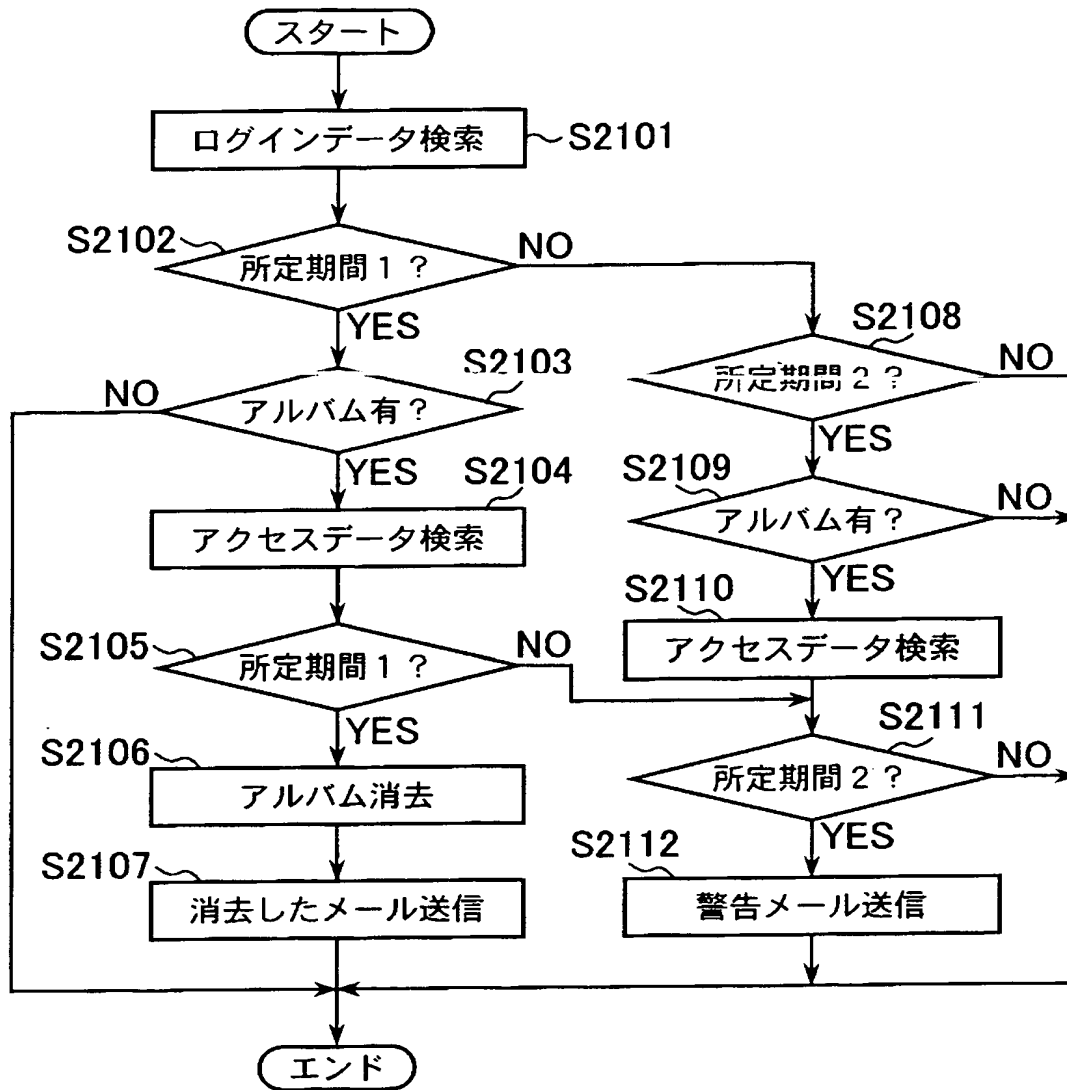 スタート
ログインデータ検索
S2101
S2102
所定期間１？
NO
YES
S2103
NO
アルバム有？
YES
S2104
アクセスデータ検索
S2105
所定期間１？
NO
YES
S2106
アルバム消去
S2107
消去したメール送信
S2108
所定期間２？
NO
YES
S2109
アルバム有？
NO
YES
S2110
アクセスデータ検索
S2111
所定期間２？
NO
YES
S2112
警告メール送信
エンド